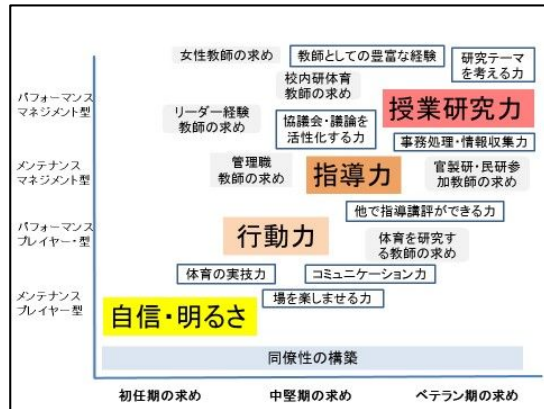 女性教師の求め
教師としての豊富な経験
研究テーマ
を考える力
校内研体育
教師の求め
パフォーマンス
マネジメント型
授業研究力
リーダー経験
教師の求め
協議会・議論を
活性化する力
事務処理・情報収集力
メンテナンス
マネジメント型
管理職
教師の求め
指導力
官製研・民研参
加教師の求め
他で指導講評ができる力
パフォーマンス
プレイヤー・型
行動力
体育を研究す
る教師の求め
体育の実技力
コミュニケーション力
メンテナンス
プレイヤー型
場を楽しませる力
自信・明るさ
同僚性の構築
初任期の求め
中堅期の求め
ベテラン期の求め